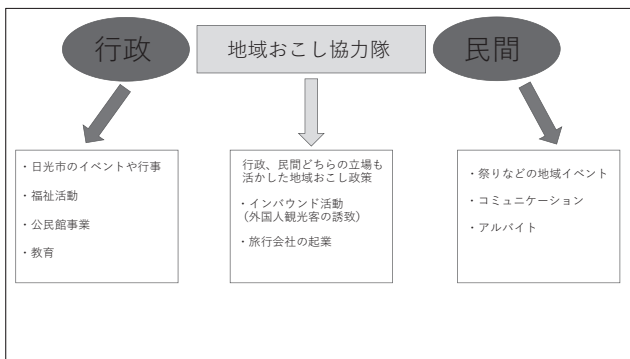 行政
地域おこし協力隊
民間
・日光市のイベントや行事
・福祉活動
・公民館事業
・教育
行政、民間どちらの立場も
活かした地域おこし政策
・インバウンド活動
(外国人観光客の誘致)
・旅行会社の起業
・祭りなどの地域イベント
・コミュニケーション
・アルバイト